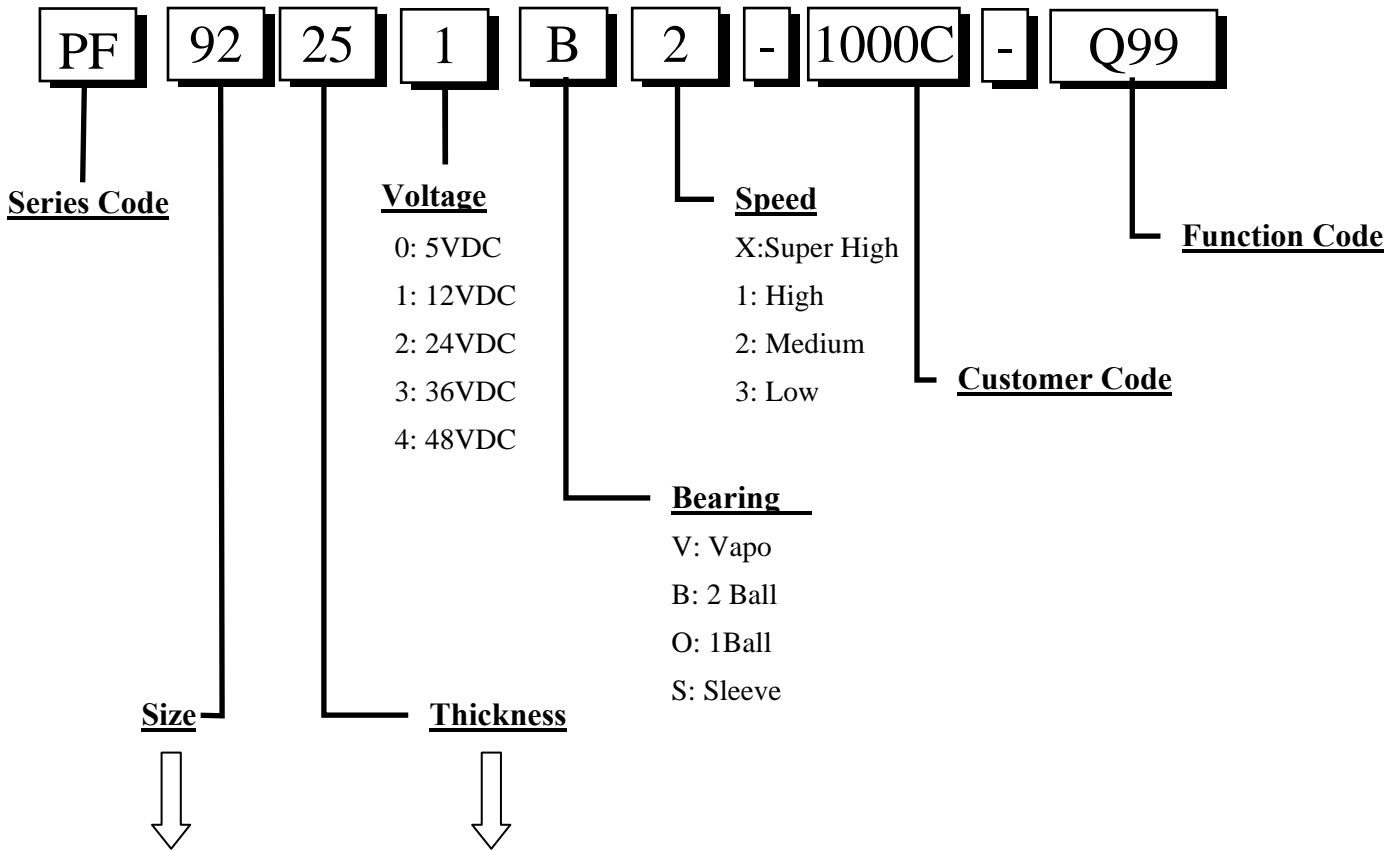 PF 92 25 1 B 2 - 1000C - Q99
Series Code
Voltage
0: 5VDC
1: 12VDC
2: 24VDC
3: 36VDC
4: 48VDC
Speed
X:Super High
1: High
2: Medium
3: Low
Function Code
Customer Code
Bearing
V: Vapo
B: 2 Ball
O: 1Ball
S: Sleeve
Size
Thickness